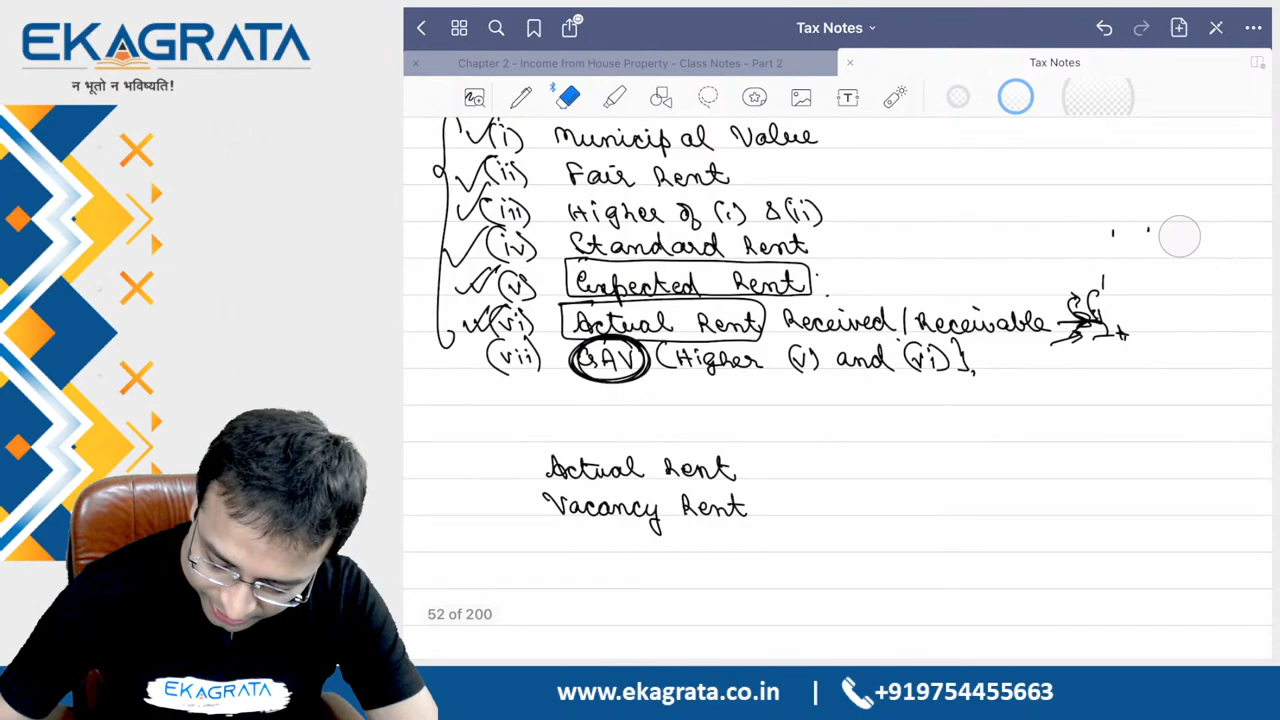 EKAGRATA
न भूतो न भविष्यति!
Tax Notes
Chapter 2 - Income from House Property - Class Notes - Part 2
Tax Notes
(i) Municipal Value
(ii) Fair Rent
(iii) Higher of (i) & (ii)
(iv) Standard Rent
(v) Expected Rent
(vi) Actual Rent Received/Receivable
(vii) GAV (Higher (v) and (vi)],
Actual Rent
Vacancy Rent
52 of 200
EKAGRATA
www.ekagrata.co.in | +919754455663